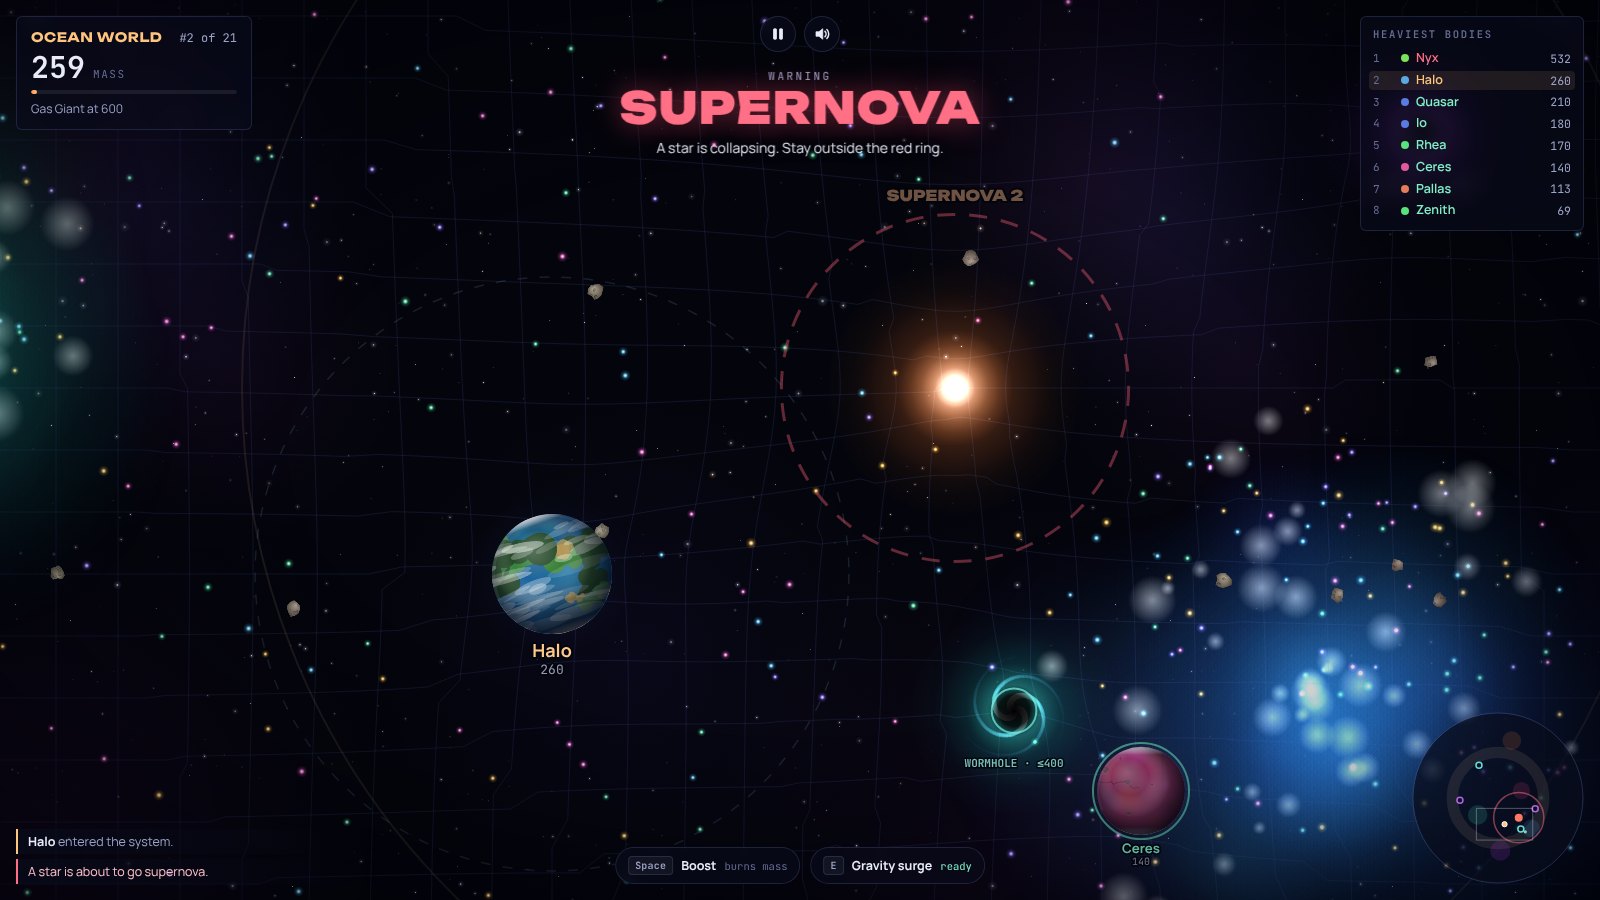 OCEAN WORLD #2 of 21
259 MASS
Gas Giant at 600
WARNING
SUPERNOVA
A star is collapsing. Stay outside the red ring.
HEAVIEST BODIES
1 Nyx 532
2 Halo 260
3 Quasar 210
4 Io 180
5 Rhea 170
6 Ceres 140
7 Pallas 113
8 Zenith 69
SUPERNOVA 2
Halo
260
WORMHOLE · ≤400
Ceres
140
Halo entered the system.
A star is about to go supernova.
Space Boost burns mass
E Gravity surge ready